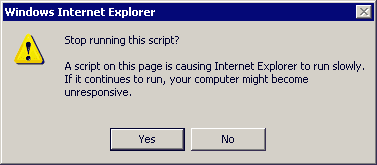 Windows Internet Explorer
Stop running this script?
A script on this page is causing Internet Explorer to run slowly.
If it continues to run, your computer might become
unresponsive.
Yes
No